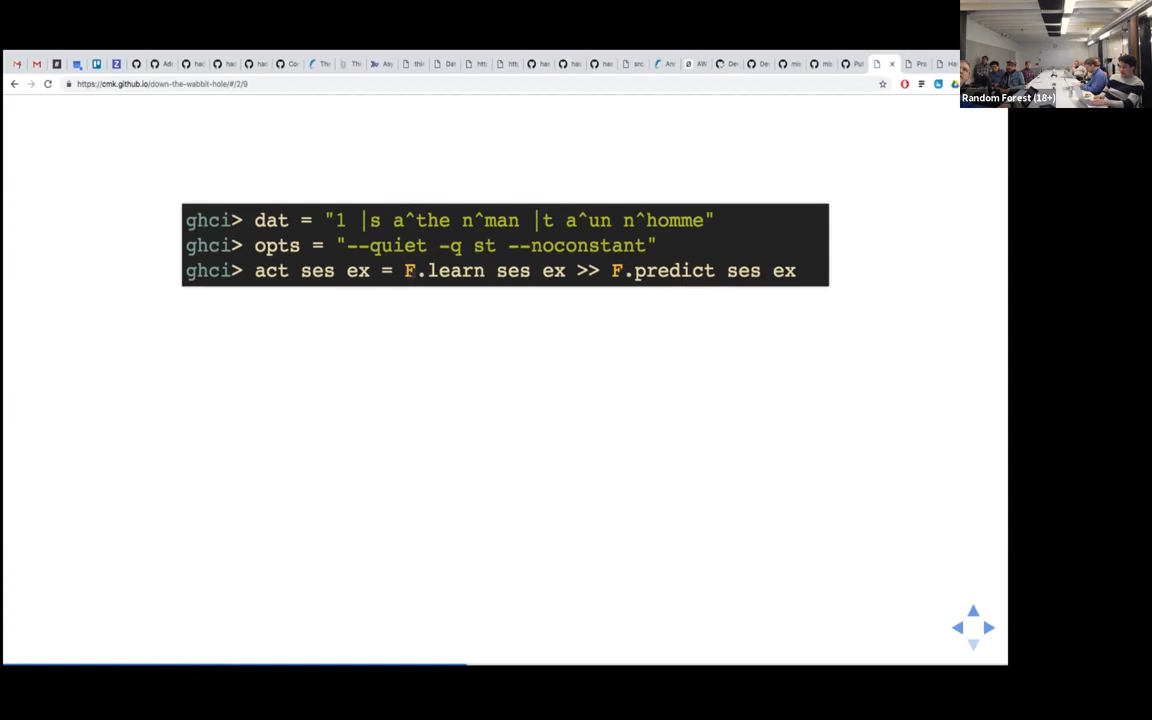 https://cmk.github.io/down-the-wabbit-hole/#/2/9
Random Forest (18+)
ghci> dat = "1 |s a^the n^man |t a^un n^homme"
ghci> opts = "--quiet -q st --noconstant"
ghci> act ses ex = F.learn ses ex >> F.predict ses ex